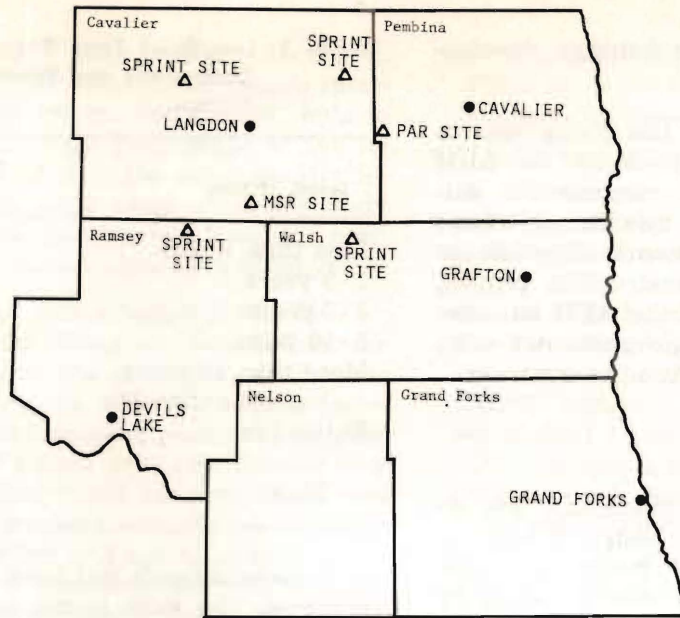 Cavalier
Pembina
SPRINT
SITE
SPRINT SITE
CAVALIER
LANGDON
PAR SITE
MSR SITE
Ramsey
SPRINT
SITE
Walsh
SPRINT
SITE
GRAFTON
Nelson
Grand Forks
DEVILS
LAKE
GRAND FORKS